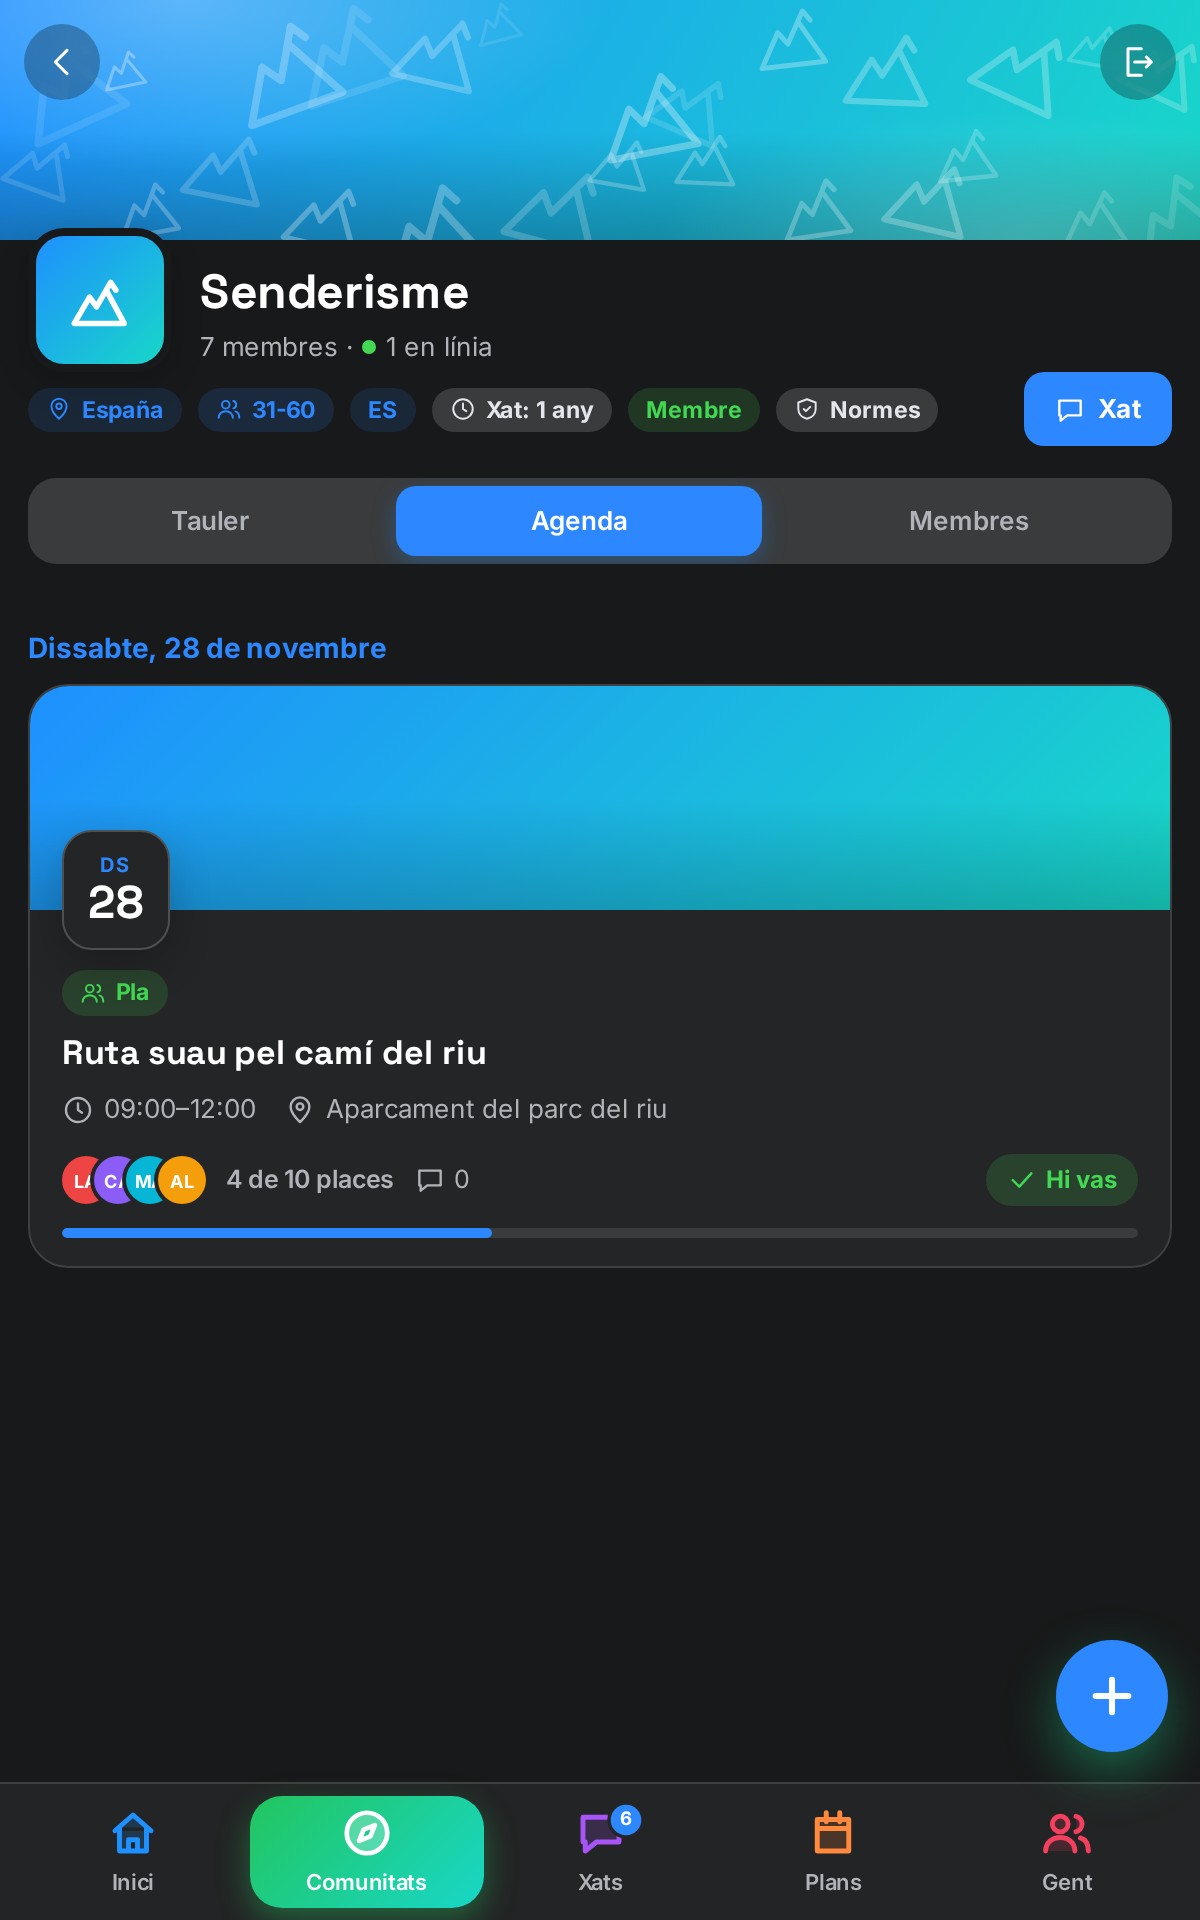 Senderisme
7 membres · 1 en línia
España 31-60 ES Xat: 1 any Membre Normes Xat
Tauler Agenda Membres
Dissabte, 28 de novembre
DS
28
Pla
Ruta suau pel camí del riu
09:00–12:00 Aparcament del parc del riu
AL 4 de 10 places 0 Hi vas
6
Inici Comunitats Xats Plans Gent